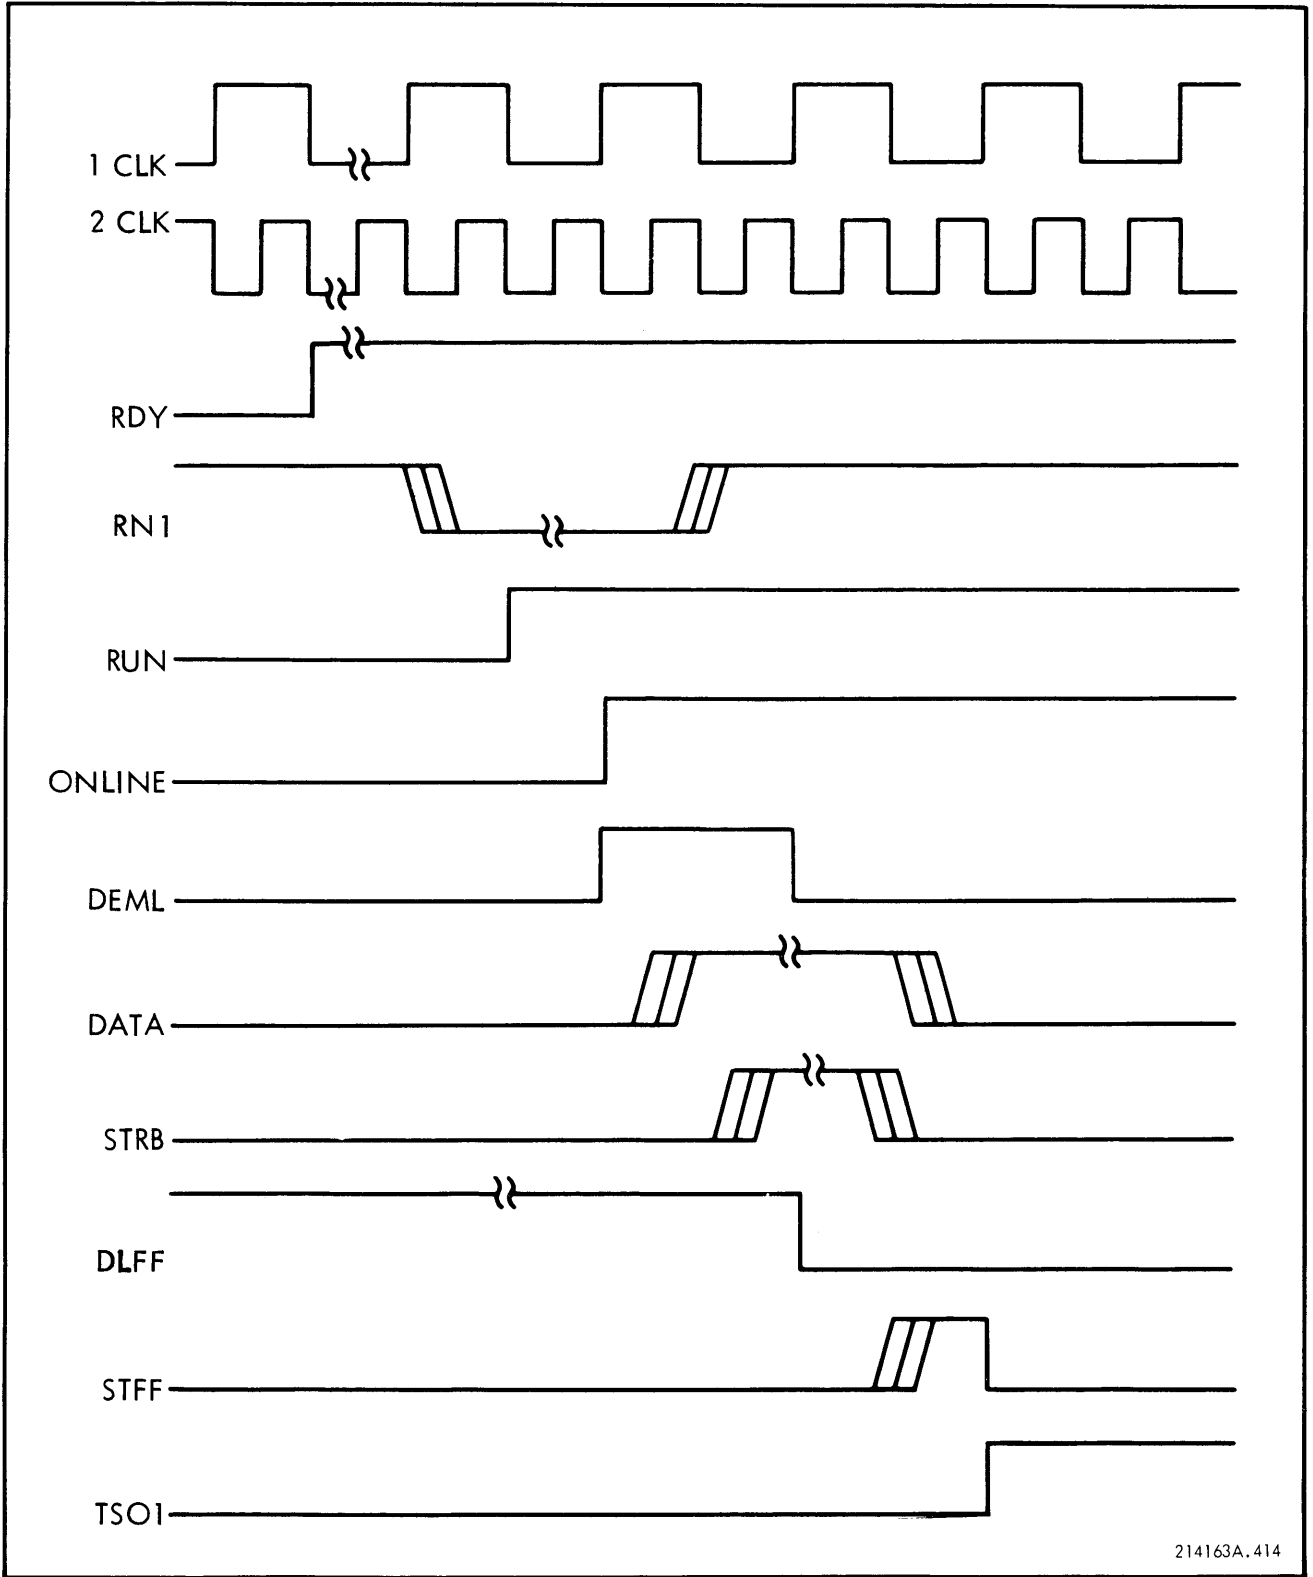 1 CLK
2 CLK
RDY
RN1
RUN
ONLINE
DEML
DATA
STRB
DLFF
STFF
TSO1
214163A.414